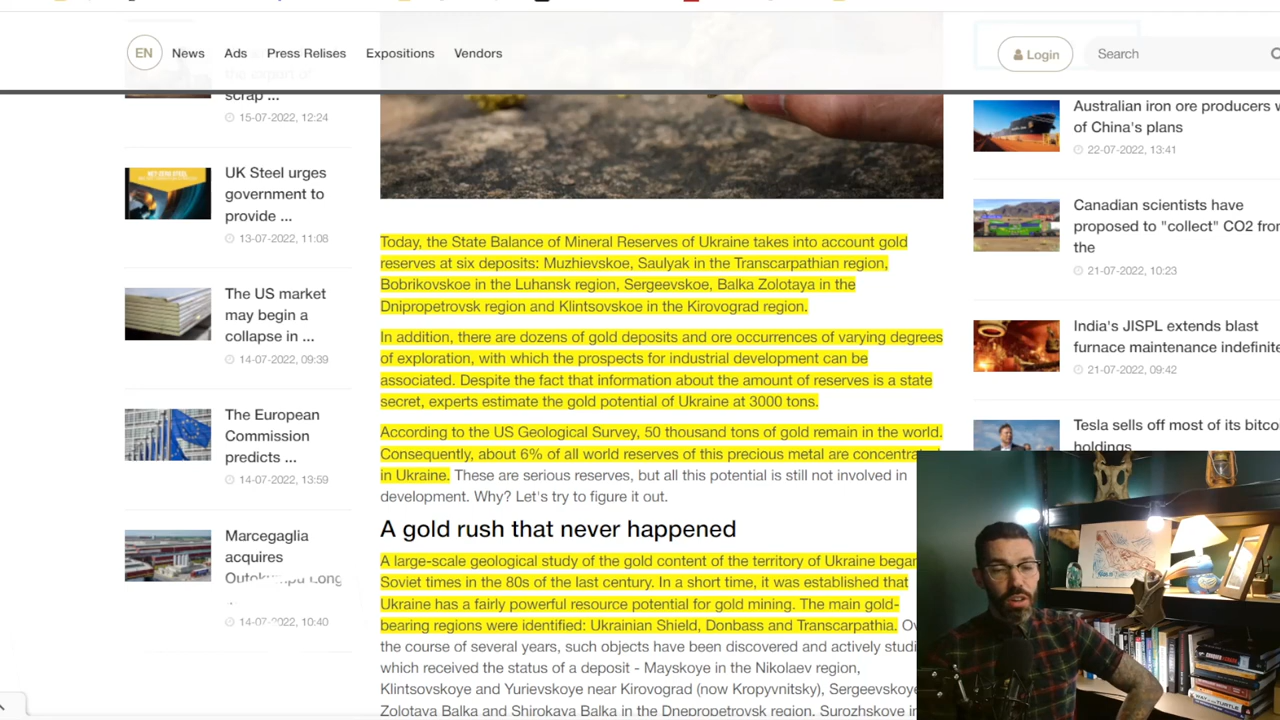 EN
News
Ads
Press Relises
Expositions
Vendors
Login
Search
scrap ...
15-07-2022, 12:24
UK Steel urges
government to
provide ...
13-07-2022, 11:08
The US market
may begin a
collapse in ...
14-07-2022, 09:39
The European
Commission
predicts ...
14-07-2022, 13:59
Marcegaglia
acquires
Outokumpu Long
...
14-07-2022, 10:40
Today, the State Balance of Mineral Reserves of Ukraine takes into account gold
reserves at six deposits: Muzhievskoe, Saulyak in the Transcarpathian region,
Bobrikovskoe in the Luhansk region, Sergeevskoe, Balka Zolotaya in the
Dnipropetrovsk region and Klintsovskoe in the Kirovograd region.
In addition, there are dozens of gold deposits and ore occurrences of varying degrees
of exploration, with which the prospects for industrial development can be
associated. Despite the fact that information about the amount of reserves is a state
secret, experts estimate the gold potential of Ukraine at 3000 tons.
According to the US Geological Survey, 50 thousand tons of gold remain in the world.
Consequently, about 6% of all world reserves of this precious metal are concentrat
in Ukraine. These are serious reserves, but all this potential is still not involved in
development. Why? Let's try to figure it out.
A gold rush that never happened
A large-scale geological study of the gold content of the territory of Ukraine began
Soviet times in the 80s of the last century. In a short time, it was established that
Ukraine has a fairly powerful resource potential for gold mining. The main gold-
bearing regions were identified: Ukrainian Shield, Donbass and Transcarpathia. Ov
the course of several years, such objects have been discovered and actively studi
which received the status of a deposit - Mayskoye in the Nikolaev region,
Klintsovskoye and Yurievskoye near Kirovograd (now Kropyvnitsky), Sergeevskoye
Zolotava Balka and Shirokava Balka in the Dnepropetrovsk region. Surozhskove in
Australian iron ore producers w
of China's plans
22-07-2022, 13:41
Canadian scientists have
proposed to "collect" CO2 from
the
21-07-2022, 10:23
India's JISPL extends blast
furnace maintenance indefinite
21-07-2022, 09:42
Tesla sells off most of its bitco
holdings